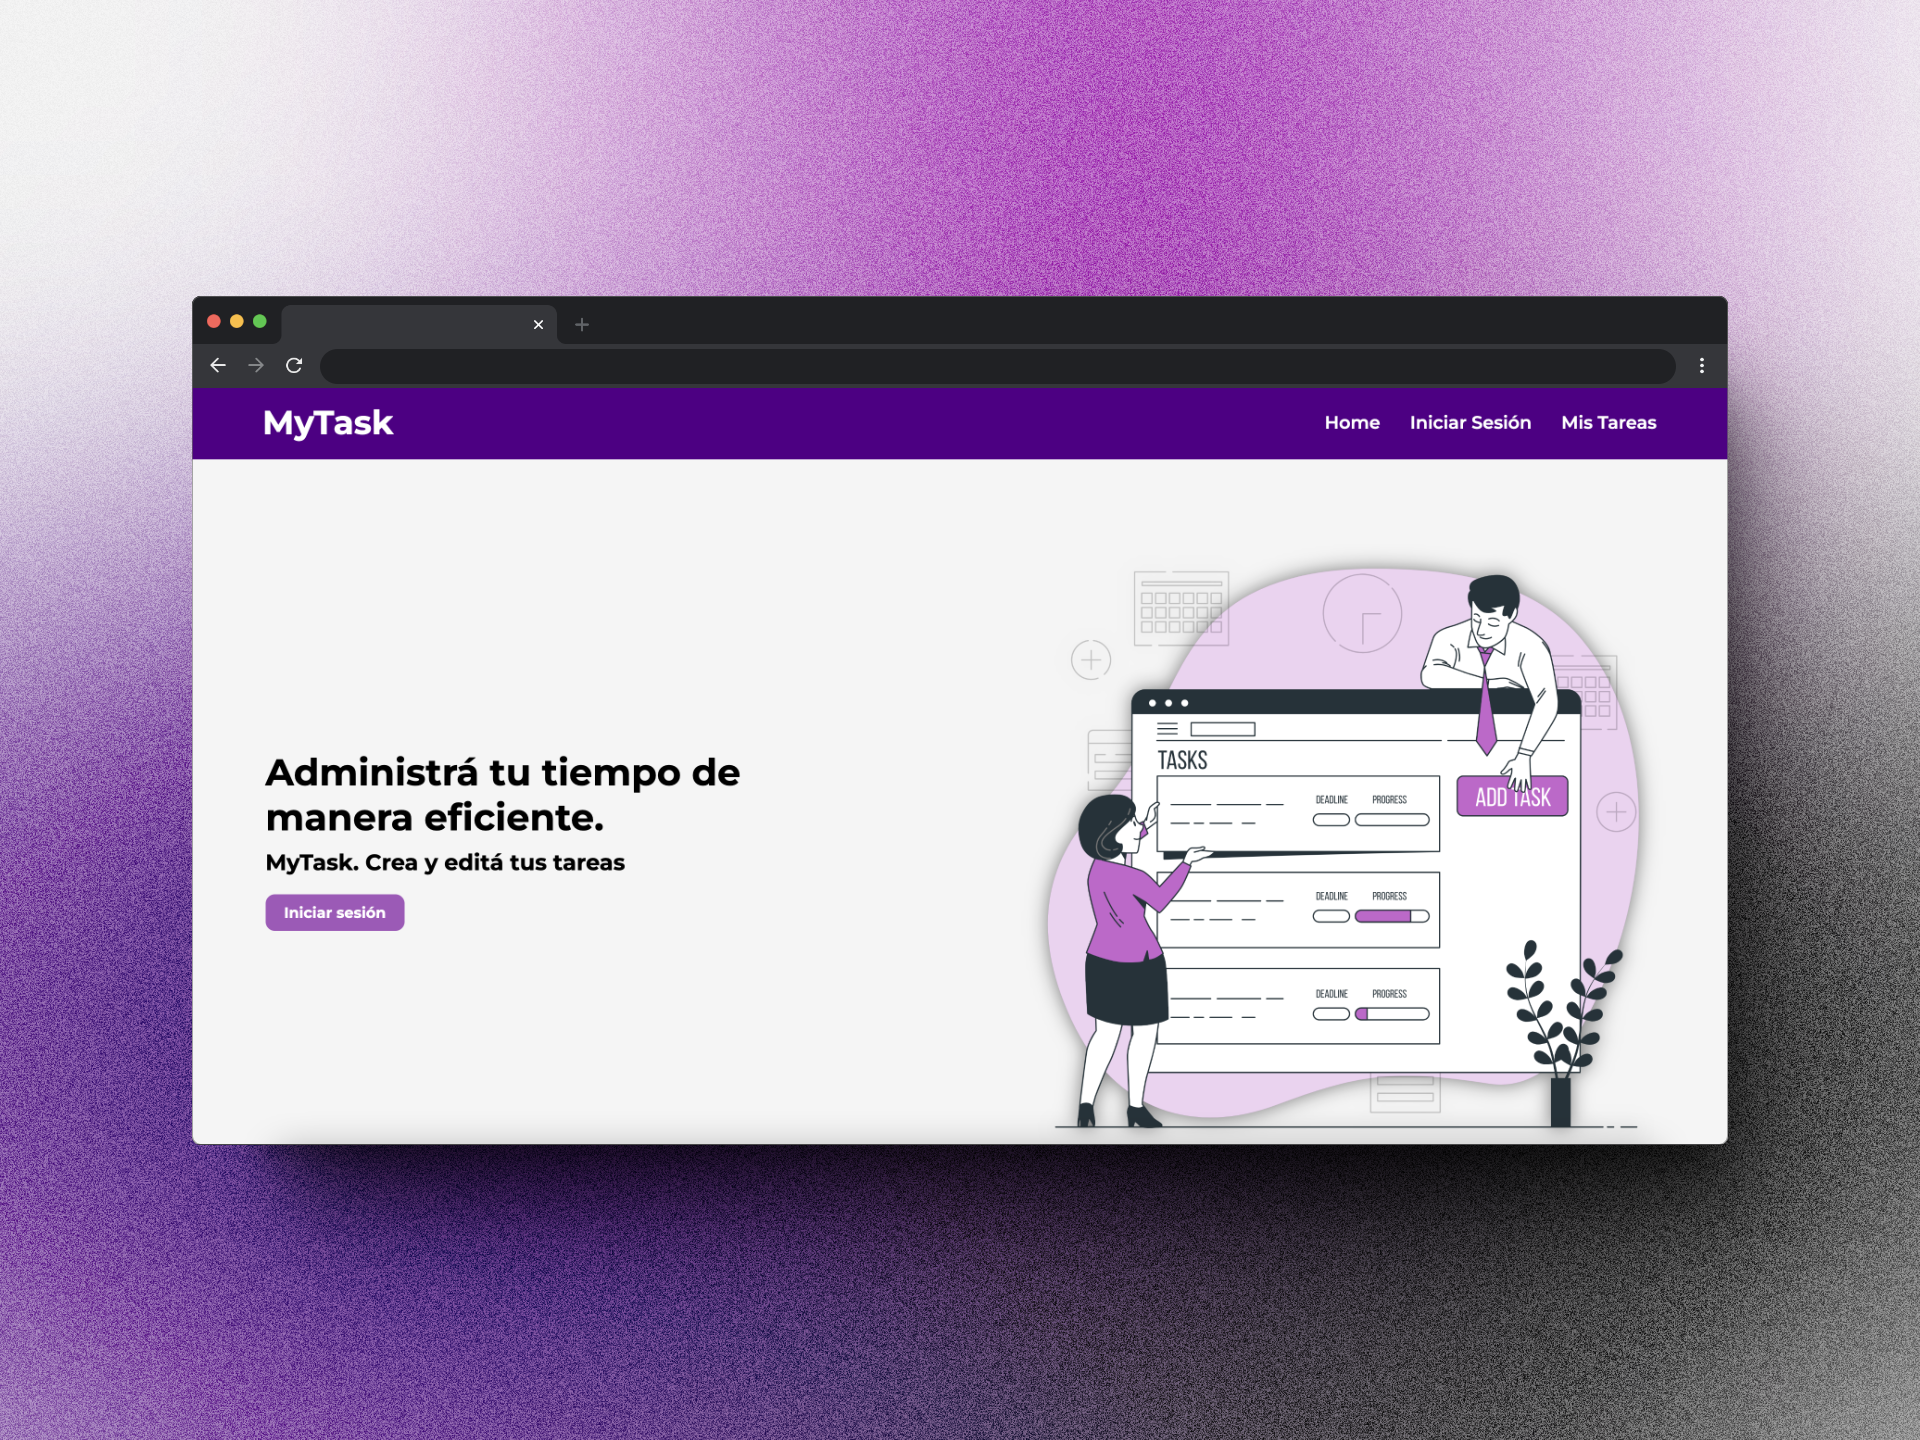 MyTask
Home Iniciar Sesión Mis Tareas
Administrá tu tiempo de
manera eficiente.
MyTask. Crea y editá tus tareas
Iniciar sesión
TASKS
DEADLINE PROGRESS
ADD TASK
DEADLINE PROGRESS
DEADLINE PROGRESS